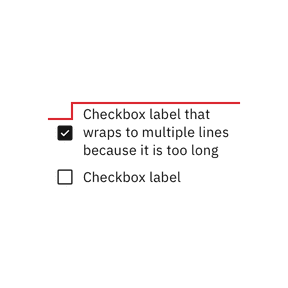 Checkbox label that
wraps to multiple lines
because it is too long
Checkbox label